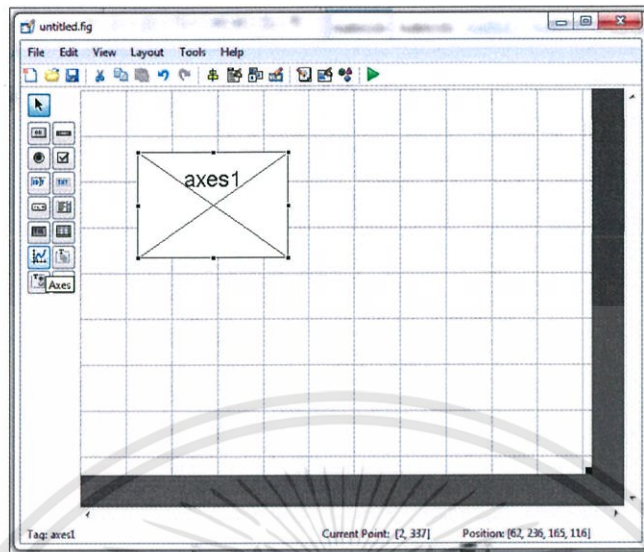 untitled.fig
File Edit View Layout Tools Help
axes1
Axes
Tag: axes1 Current Point: [2, 337] Position: [62, 236, 165, 116]